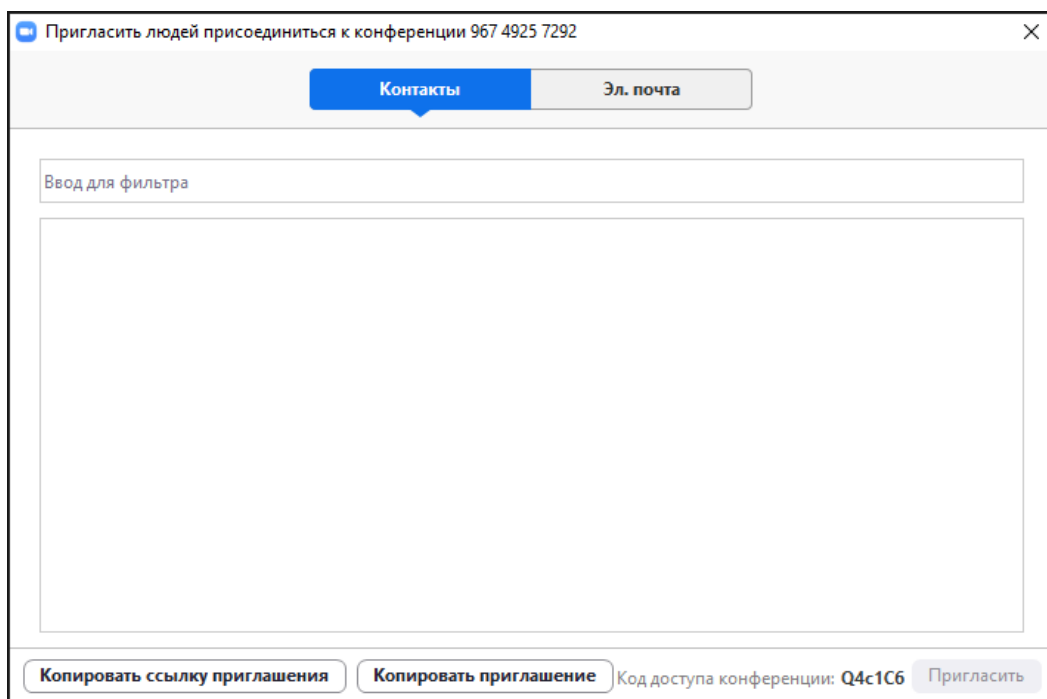 Пригласить людей присоединиться к конференции 967 4925 7292
Контакты Эл. почта
Ввод для фильтра
Копировать ссылку приглашения Копировать приглашение Код доступа конференции: Q4c1C6 Пригласить